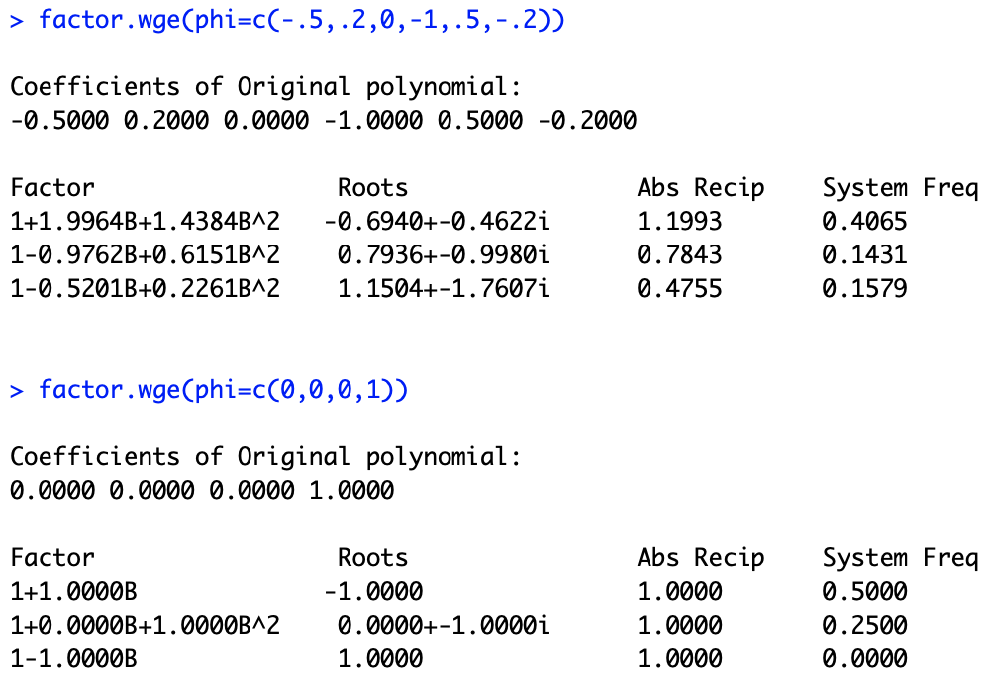 > factor.wge(phi=c(-.5,.2,0,-1,.5,-.2))
Coefficients of Original polynomial:
-0.5000 0.2000 0.0000 -1.0000 0.5000 -0.2000
Factor Roots Abs Recip System Freq
1+1.9964B+1.4384B^2 -0.6940+-0.4622i 1.1993 0.4065
1-0.9762B+0.6151B^2 0.7936+-0.9980i 0.7843 0.1431
1-0.5201B+0.2261B^2 1.1504+-1.7607i 0.4755 0.1579
> factor.wge(phi=c(0,0,0,1))
Coefficients of Original polynomial:
0.0000 0.0000 0.0000 1.0000
Factor Roots Abs Recip System Freq
1+1.0000B -1.0000 1.0000 0.5000
1+0.0000B+1.0000B^2 0.0000+-1.0000i 1.0000 0.2500
1-1.0000B 1.0000 1.0000 0.0000